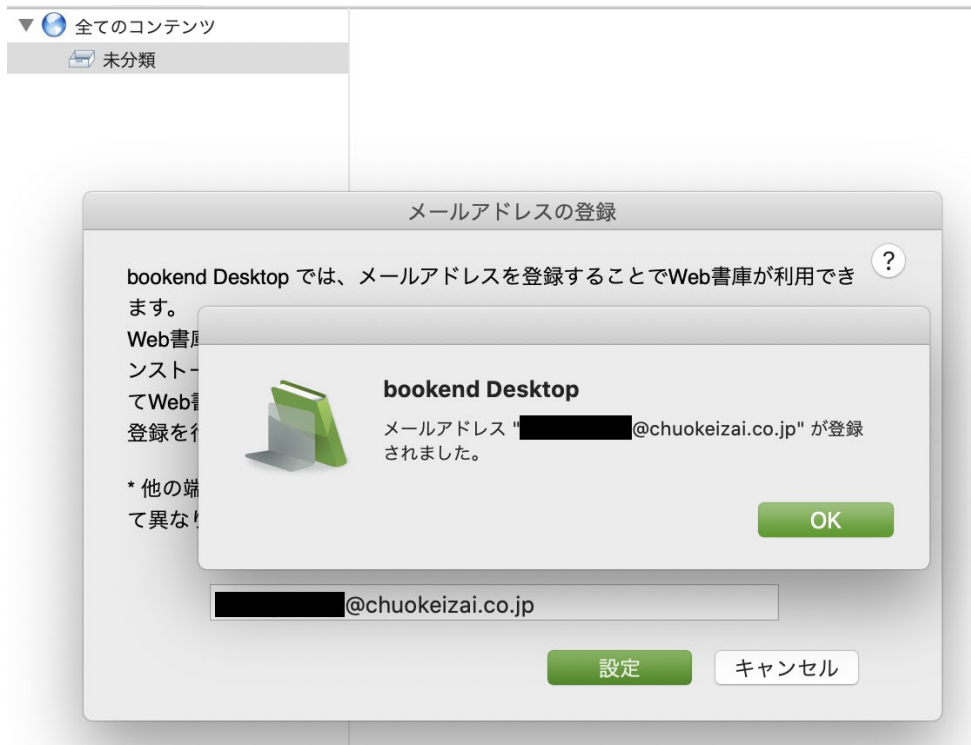 全てのコンテンツ
未分類
メールアドレスの登録
?
bookend Desktop では、メールアドレスを登録することでWeb書庫が利用でき
ます。
Web書
ンストー
てWeb
登録を
* 他の端
て異な
bookend Desktop
メールアドレス "@chuokeizai.co.jp" が登録
されました。
OK
@chuokeizai.co.jp
設定
キャンセル